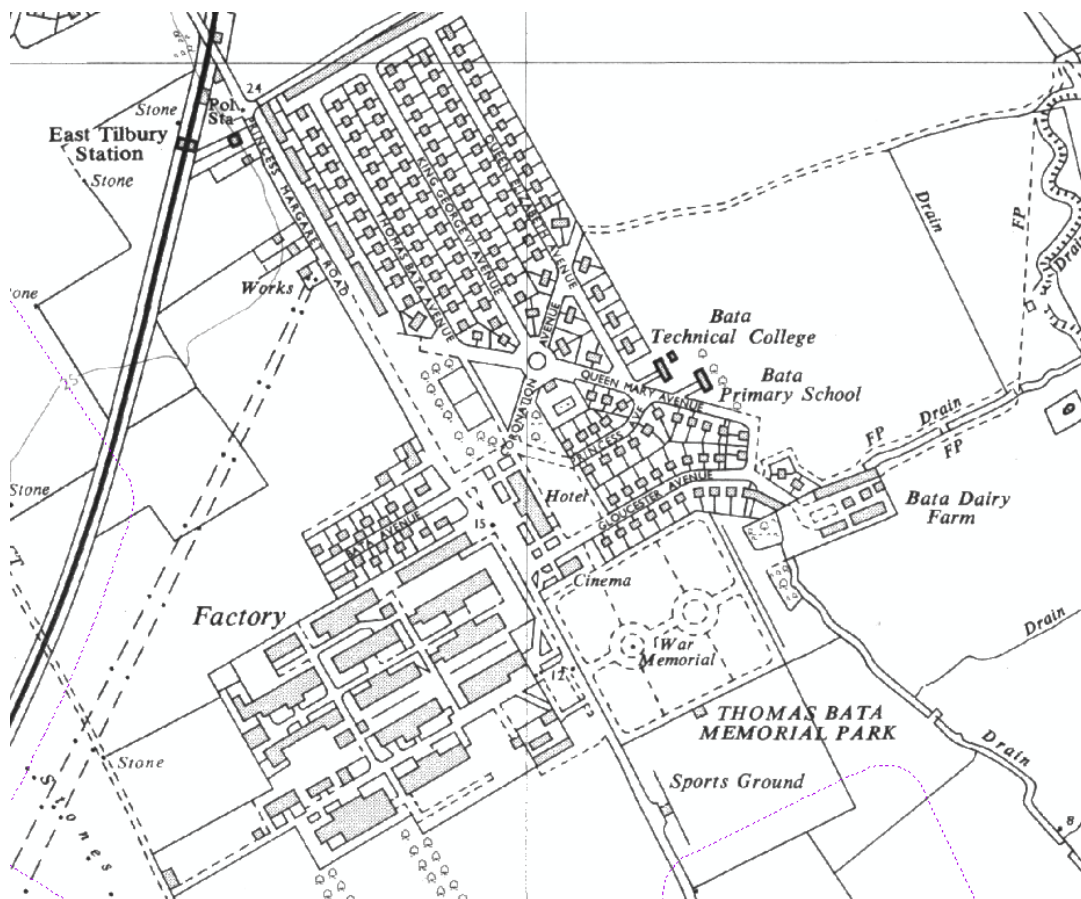 24
Stone
Pol
Sta
East Tilbury
Station
Stone
PRINCESS MARGARET ROAD
THOMAS BATA AVENUE
KING GEORGE VI AVENUE
QUEEN ELIZABETH AVENUE
Drain
FP
Drain
Works
15
Bata
Technical College
AVENUE
CORONATION
QUEEN MARY AVENUE
Bata
Primary School
PRINCESS AVE
FP
Drain
FP
Stone
Hotel
GLOUCESTER AVENUE
Bata Dairy
Farm
BATA AVENUE
15
Cinema
Factory
War
Memorial
Drain
12
THOMAS BATA
MEMORIAL PARK
Drain
Stone
Sports Ground
Stones
8